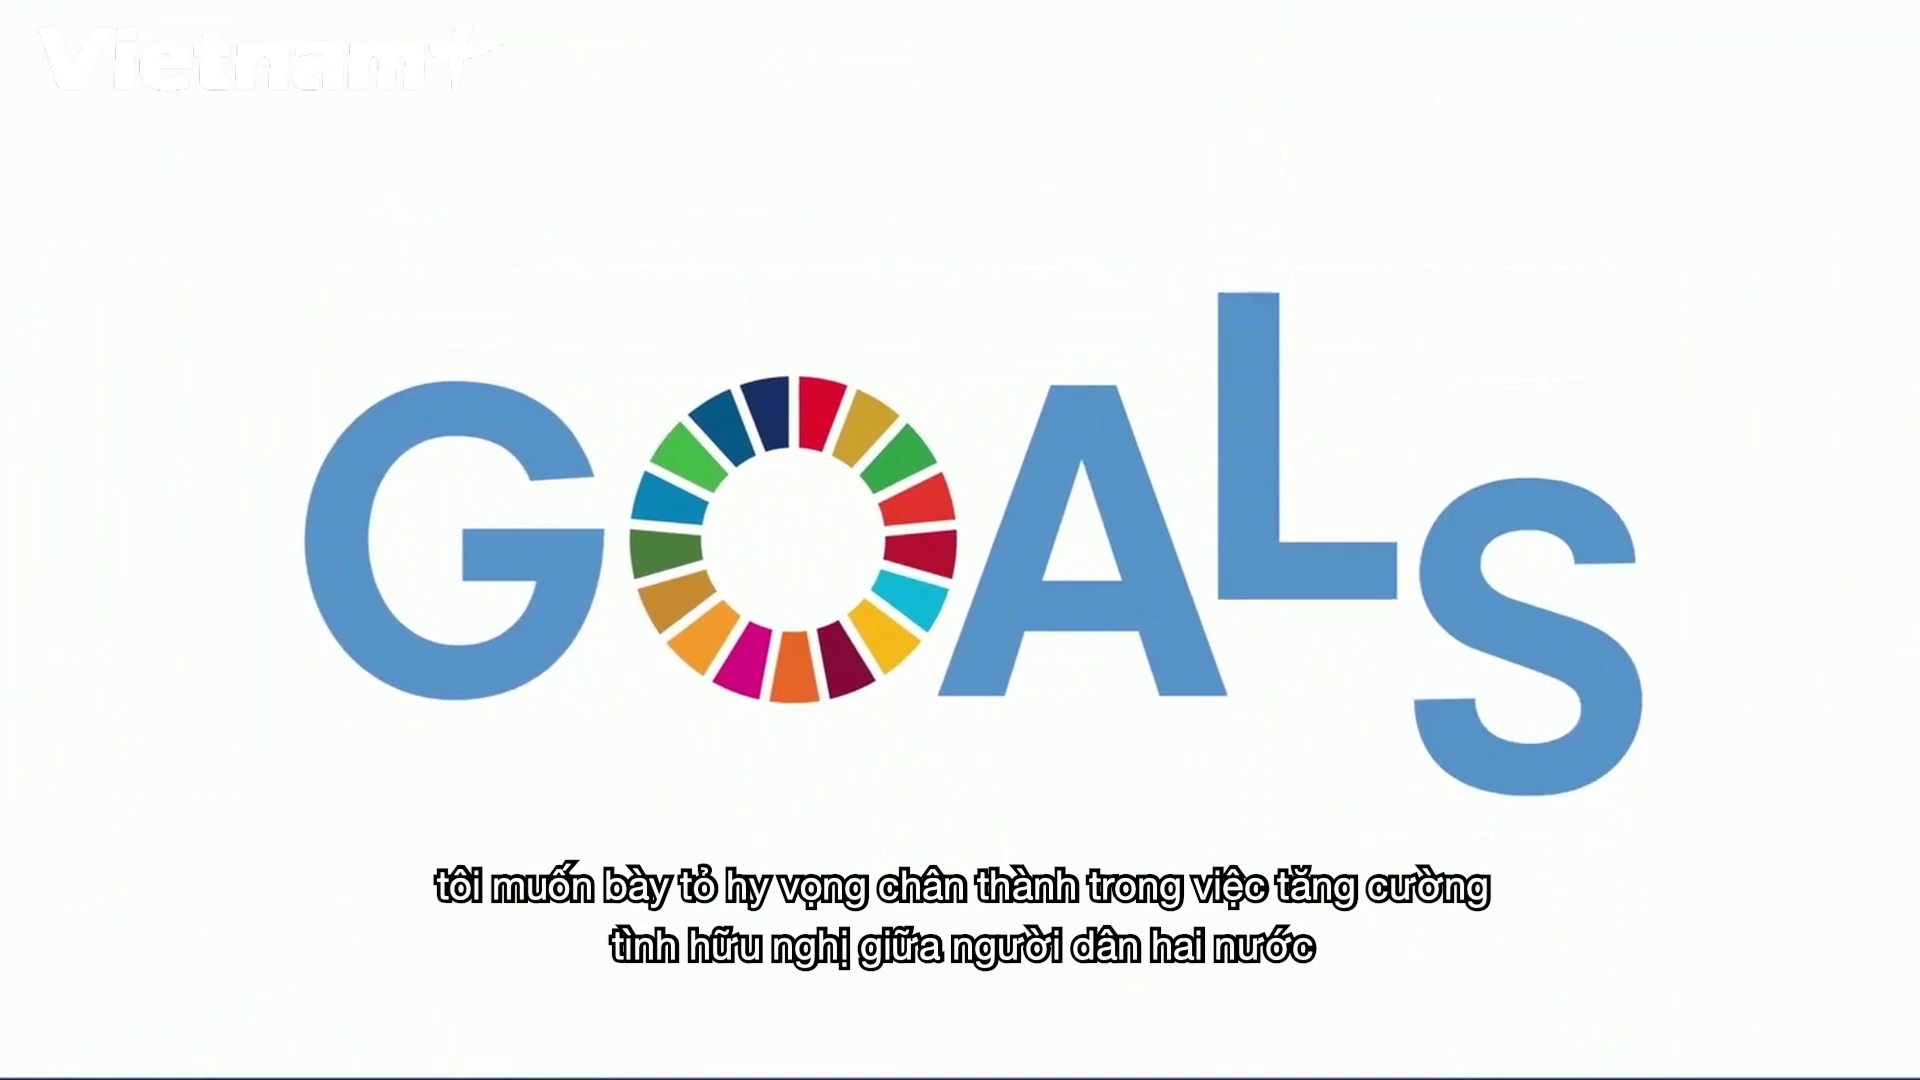 Vietnam+
GOALS
tôi muốn bày tỏ hy vọng chân thành trong việc tăng cường
tình hữu nghị giữa người dân hai nước